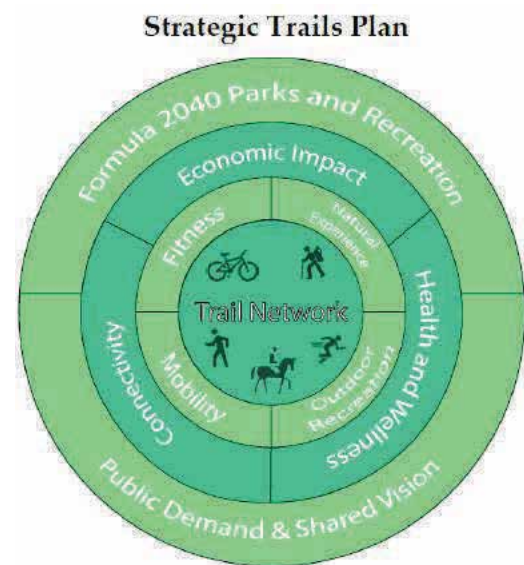 Strategic Trails Plan
Formula 2040 Parks and Recreation
Economic Impact
Fitness
Natural
Experience
Trail Network
Connectivity
Mobility
Outdoor
Recreation
Health and Wellness
Public Demand & Shared Vision